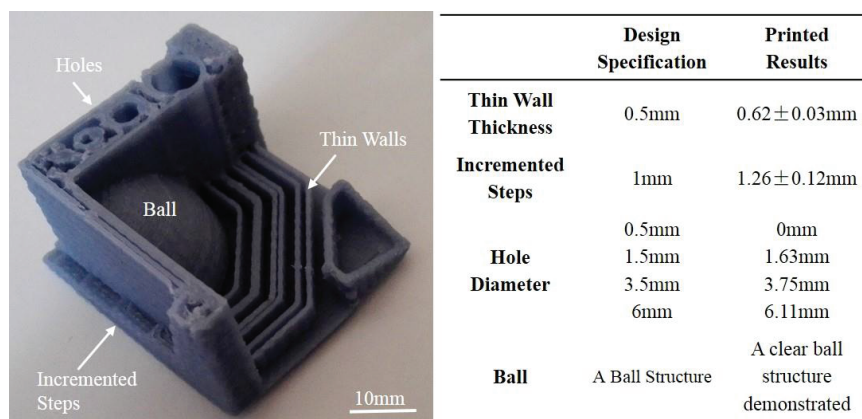 Holes
Thin Walls
Ball
Incremented
Steps
10mm
Design
Specification
Printed
Results
Thin Wall
Thickness
0.5mm
0.62±0.03mm
Incremented
Steps
1mm
1.26±0.12mm
Hole
Diameter
0.5mm
0mm
1.5mm
1.63mm
3.5mm
3.75mm
6mm
6.11mm
Ball
A Ball Structure
A clear ball
structure
demonstrated